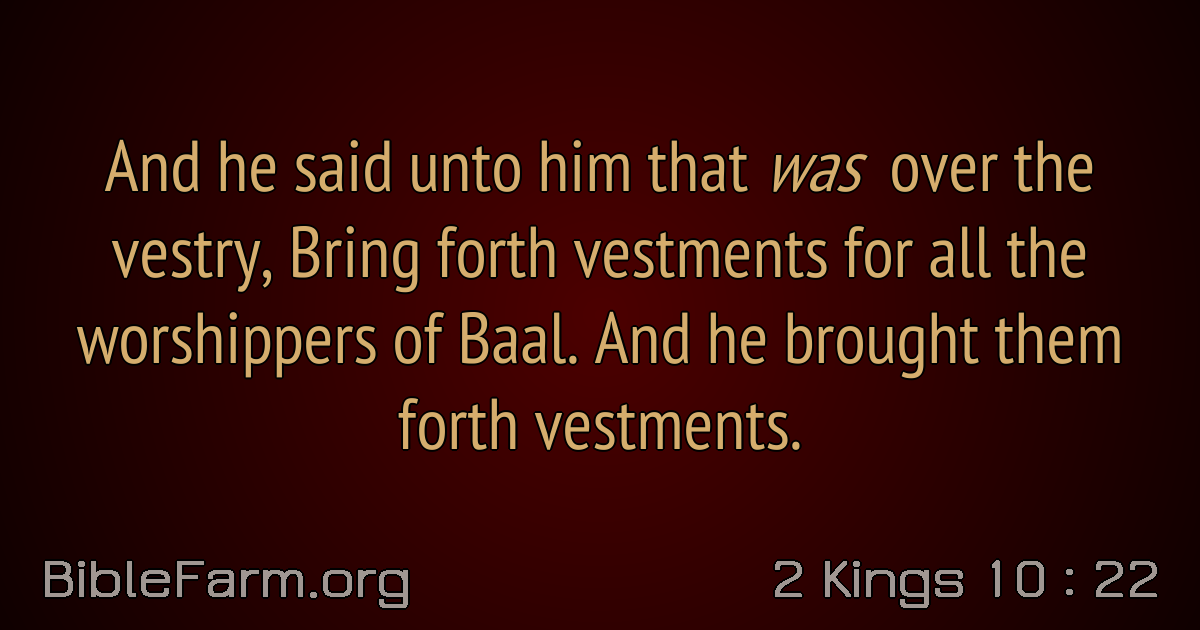 And he said unto him that was over the
vestry, Bring forth vestments for all the
worshippers of Baal. And he brought them
forth vestments.
BibleFarm.org
2 Kings 10 : 22